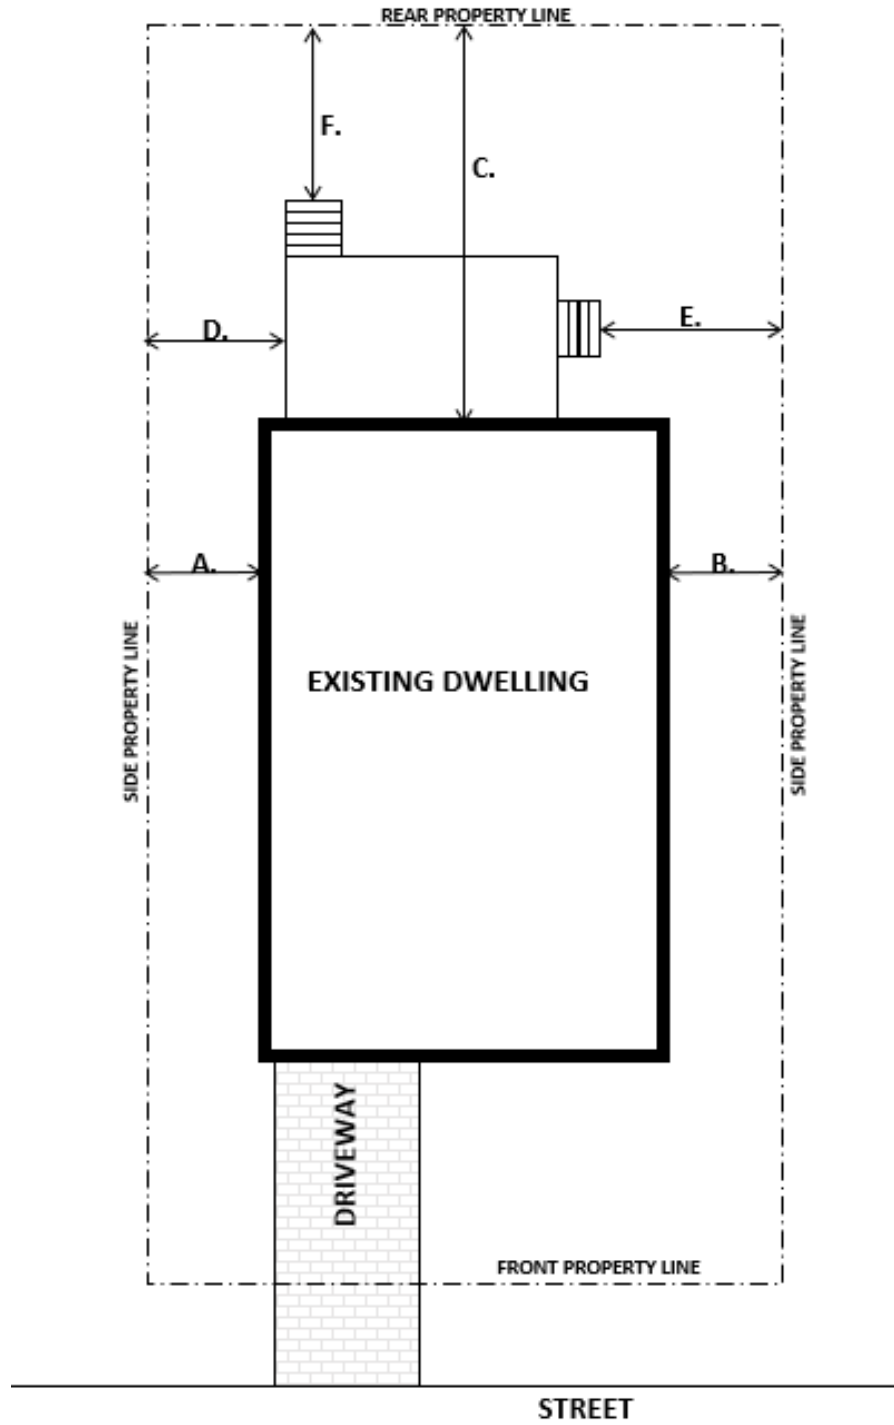 REAR PROPERTY LINE
F.
C.
D.
E.
A.
B.
SIDE PROPERTY LINE
SIDE PROPERTY LINE
EXISTING DWELLING
DRIVEWAY
FRONT PROPERTY LINE
STREET